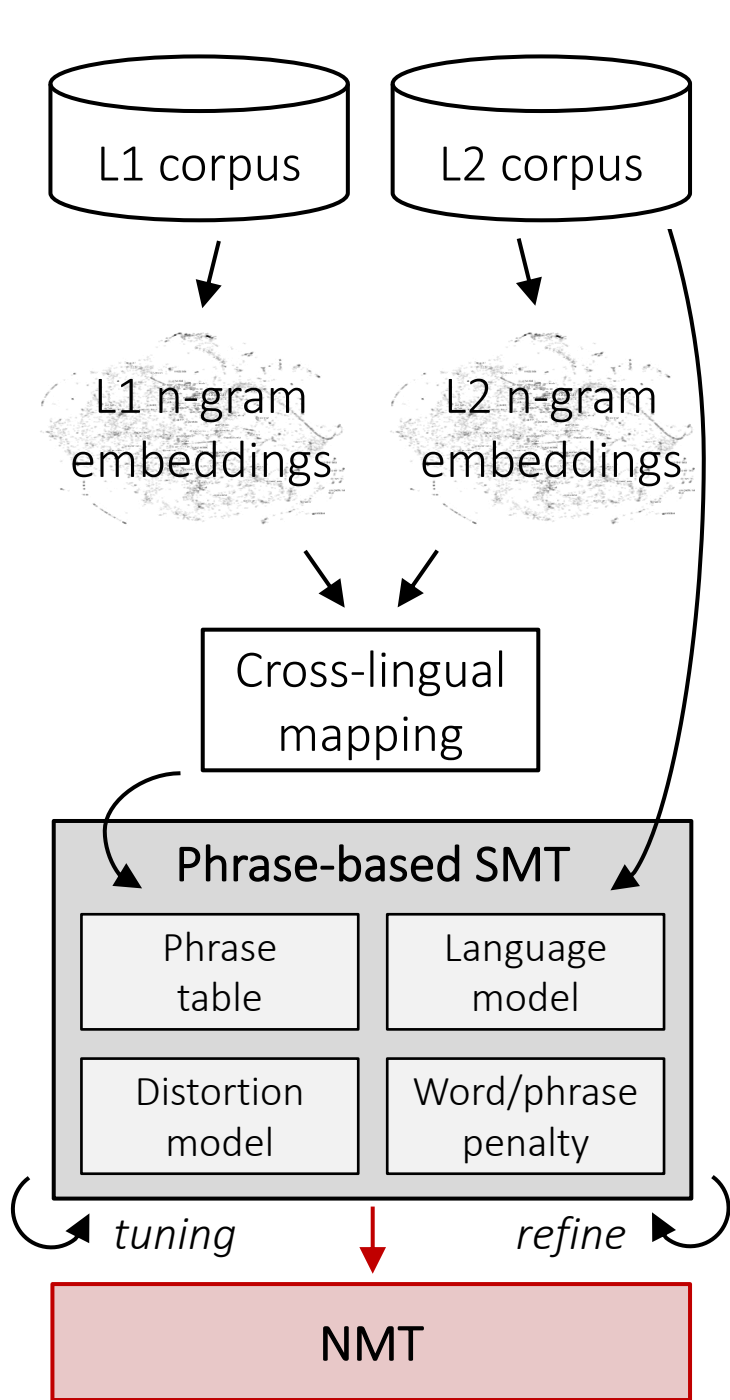 L1 corpus
L2 corpus
L1 n-gram
embeddings
L2 n-gram
embeddings
Cross-lingual
mapping
Phrase-based SMT
Phrase
table
Language
model
Distortion
model
Word/phrase
penalty
tuning
refine
NMT